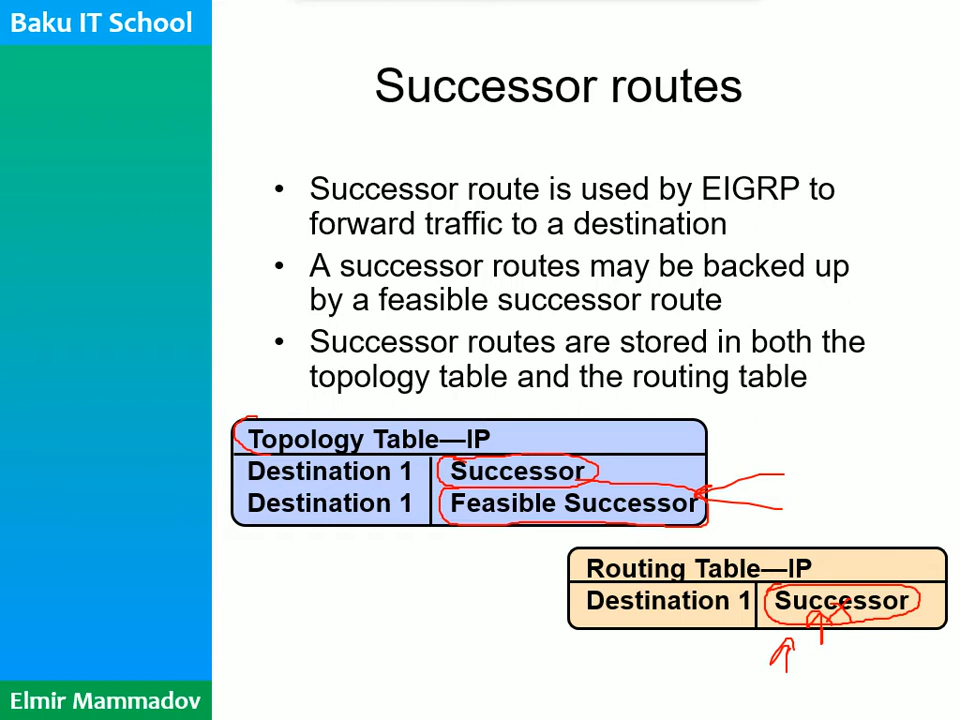 Baku IT School
Successor routes
• Successor route is used by EIGRP to
forward traffic to a destination
• A successor routes may be backed up
by a feasible successor route
• Successor routes are stored in both the
topology table and the routing table
Topology Table—IP
Destination 1 Successor
Destination 1 Feasible Successor
Routing Table—IP
Destination 1 Successor
Elmir Mammadov